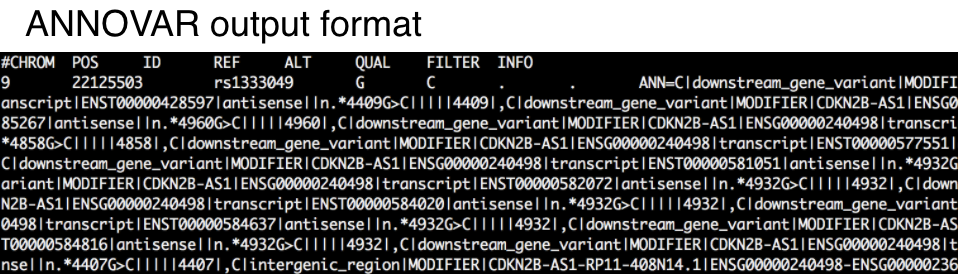 ANNOVAR output format
#CHROM POS ID REF ALT QUAL FILTER INFO
9 22125503 rs1333049 G C . . ANN=C|downstream_gene_variant|MODIFI
anscript|ENST00000428597|antisense||n.*4409G>C|||||4409|,C|downstream_gene_variant|MODIFIER|CDKN2B-AS1|ENSG0
85267|antisense||n.*4960G>C|||||4960|,C|downstream_gene_variant|MODIFIER|CDKN2B-AS1|ENSG00000240498|transcri
*4858G>C|||||4858|,C|downstream_gene_variant|MODIFIER|CDKN2B-AS1|ENSG00000240498|transcript|ENST00000577551|
C|downstream_gene_variant|MODIFIER|CDKN2B-AS1|ENSG00000240498|transcript|ENST00000581051|antisense||n.*4932G
ariant|MODIFIER|CDKN2B-AS1|ENSG00000240498|transcript|ENST00000582072|antisense||n.*4932G>C|||||4932|,C|down
N2B-AS1|ENSG00000240498|transcript|ENST00000584020|antisense||n.*4932G>C|||||4932|,C|downstream_gene_variant
0498|transcript|ENST00000584637|antisense||n.*4932G>C|||||4932|,C|downstream_gene_variant|MODIFIER|CDKN2B-AS
T00000584816|antisense||n.*4932G>C|||||4932|,C|downstream_gene_variant|MODIFIER|CDKN2B-AS1|ENSG00000240498|t
nse||n.*4407G>C|||||4407|,C|intergenic_region|MODIFIER|CDKN2B-AS1-RP11-408N14.1|ENSG00000240498-ENSG00000236